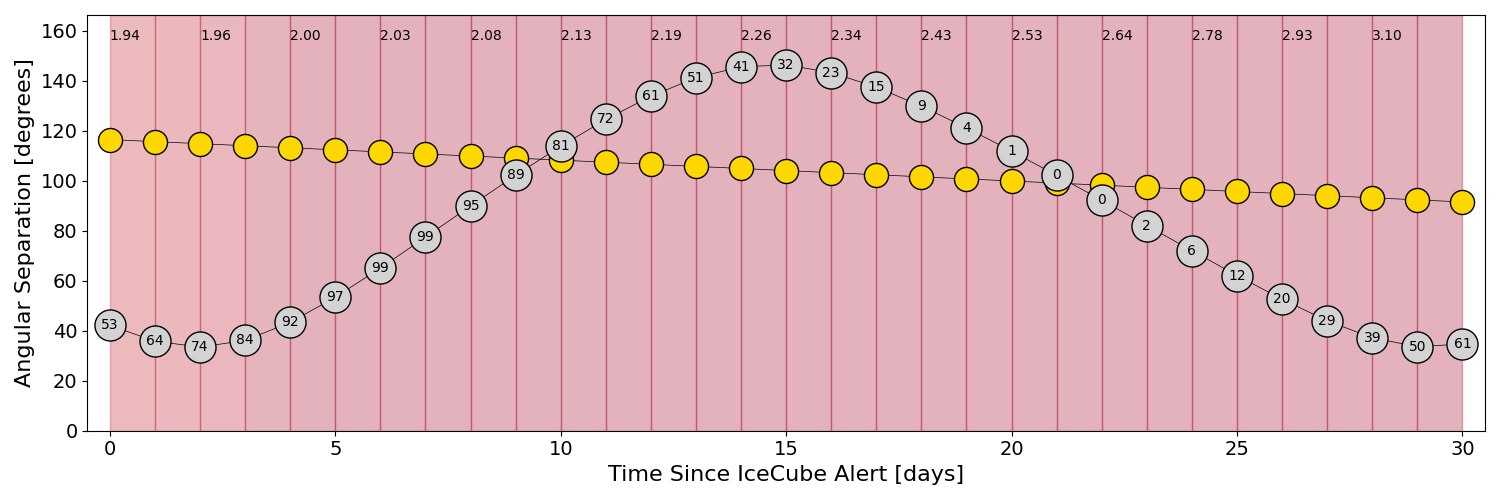 160
140
120
100
80
60
40
20
0
Angular Separation [degrees]
1.94 1.96 2.00 2.03 2.08 2.13 2.19 2.26 2.34 2.43 2.53 2.64 2.78 2.93 3.10
53 64 74 84 92 97 99 99 95 89 81 72 61 51 41 32 23 15 9 4 1 0 0 2 6 12 20 29 39 50 61
0 5 10 15 20 25 30
Time Since IceCube Alert [days]